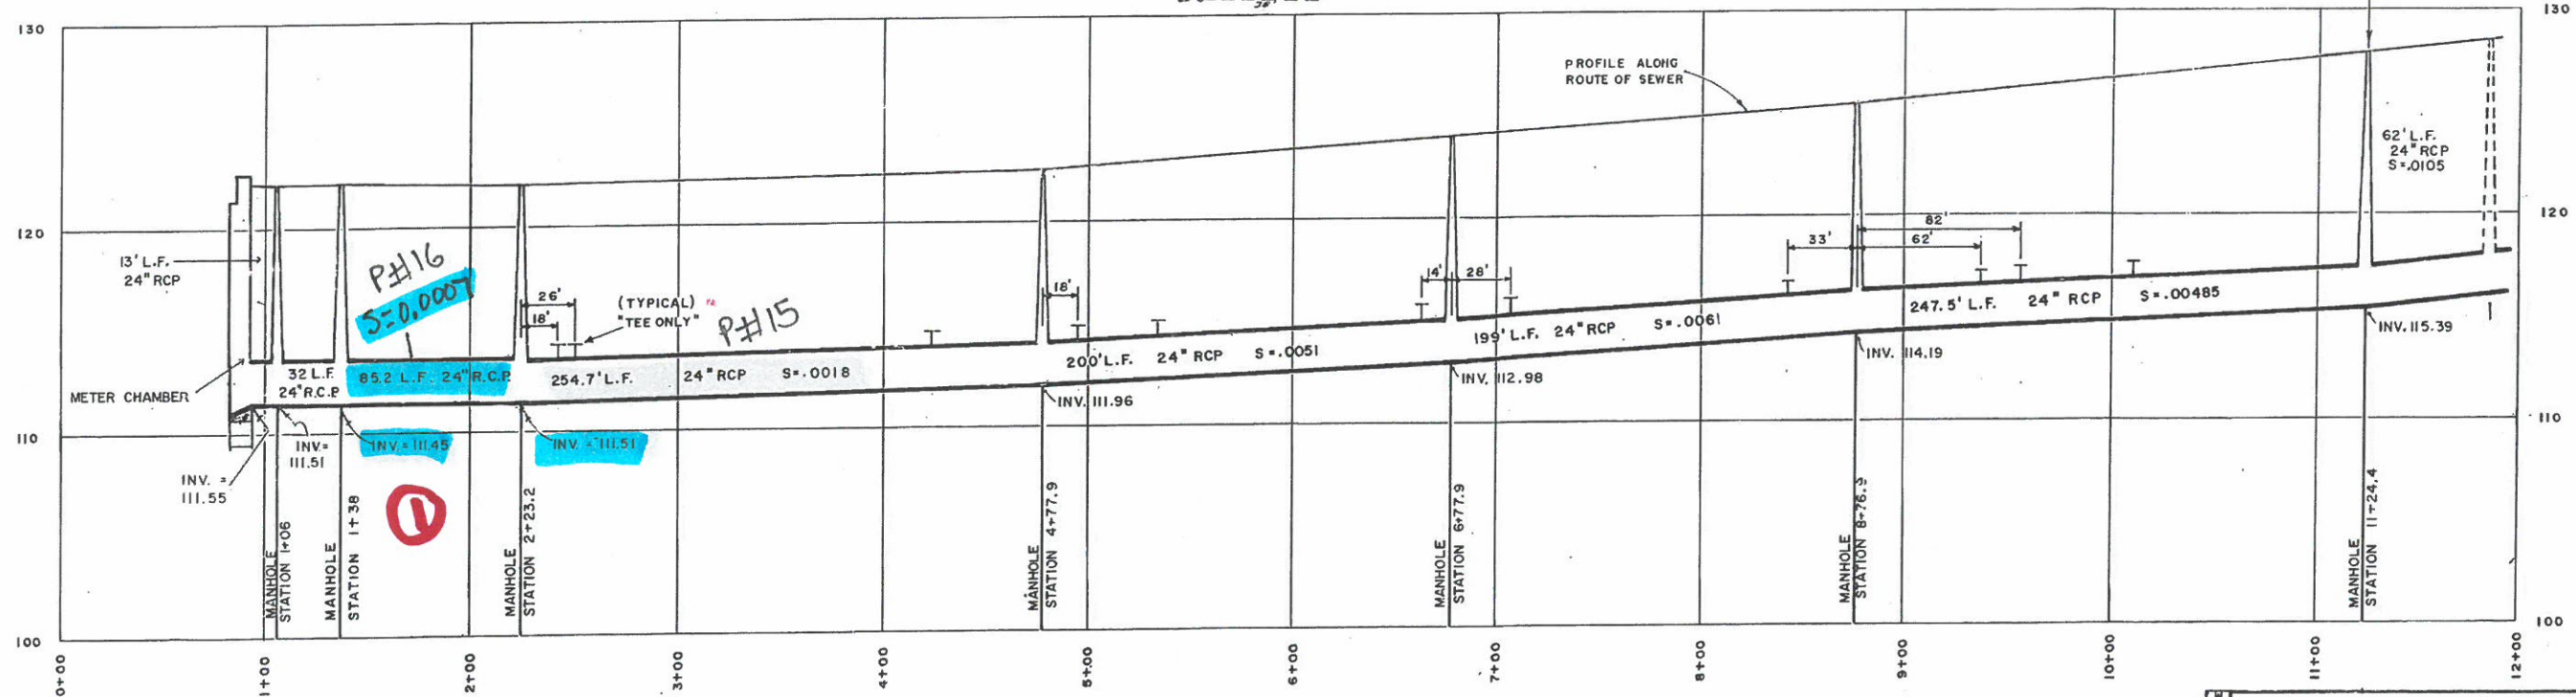 130
130
PROFILE ALONG
ROUTE OF SEWER
62' L.F.
24" RCP
S=.0105
120
120
13' L.F.
24" RCP
P#16
S=0.0007
26'
18'
(TYPICAL)
"TEE ONLY"
P#15
18'
14'
28'
33'
82'
62'
METER CHAMBER
32 L.F.
24" R.C.P.
85.2 L.F. 24" R.C.P.
254.7' L.F. 24" RCP S=.0018
200' L.F. 24" RCP S=.0051
199' L.F. 24" RCP S=.0061
247.5' L.F. 24" RCP S=.00485
INV. 111.96
INV. 112.98
INV. 114.19
INV. 115.39
110
110
INV. =
111.55
INV.=
111.51
INV.= 111.45
INV. = 111.51
1
MANHOLE
STATION 1+06
MANHOLE
STATION 1+38
MANHOLE
STATION 2+23.2
MANHOLE
STATION 4+77.9
MANHOLE
STATION 6+77.9
MANHOLE
STATION 8+76.9
MANHOLE
STATION 11+24.4
100
100
0+00
1+00
2+00
3+00
4+00
5+00
6+00
7+00
8+00
9+00
10+00
11+00
12+00